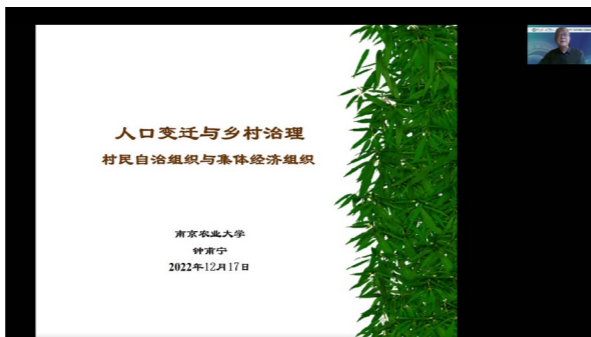 人口变迁与乡村治理
村民自治组织与集体经济组织
南京农业大学
钟甫宁
2022年12月17日